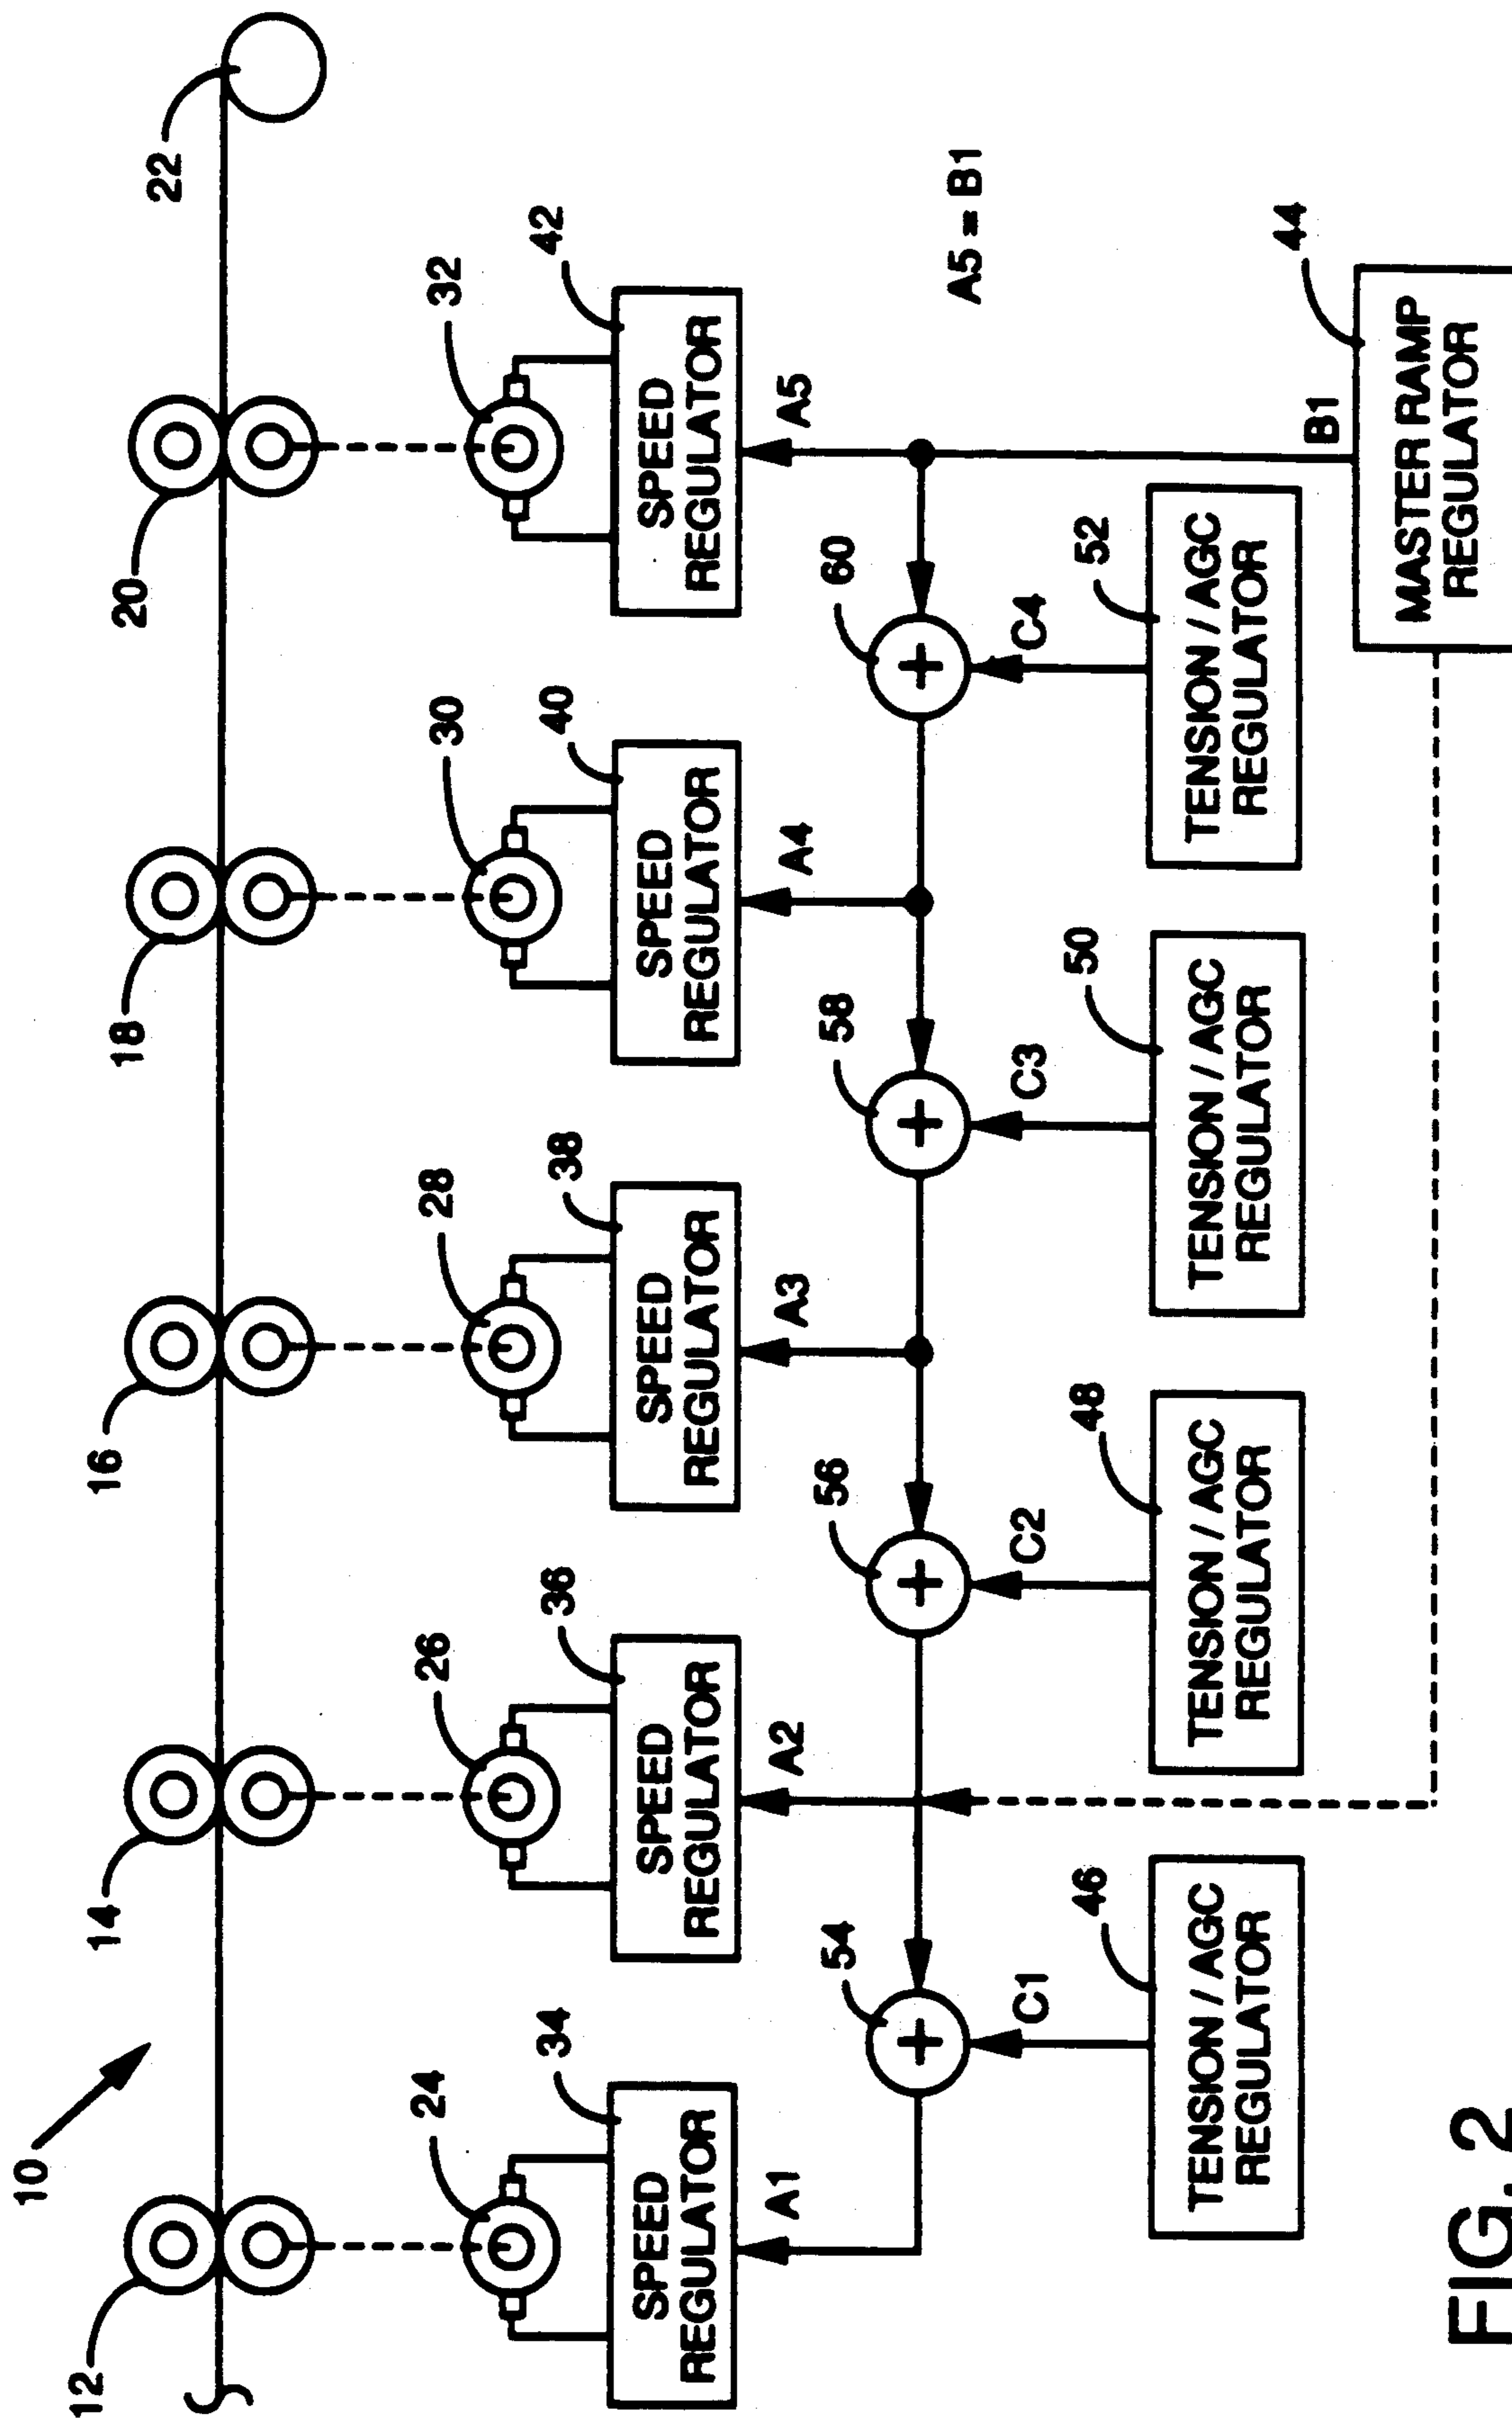 10
12
14
16
18
20
22
24
26
28
30
32
34
36
38
40
42
SPEED
REGULATOR
SPEED
REGULATOR
SPEED
REGULATOR
SPEED
REGULATOR
SPEED
REGULATOR
A1
A2
A3
A4
A5
54
56
58
60
A5 = B1
C1
C2
C3
C4
B1
46
48
50
52
44
TENSION / AGC
REGULATOR
TENSION / AGC
REGULATOR
TENSION / AGC
REGULATOR
TENSION / AGC
REGULATOR
MASTER RAMP
REGULATOR
FIG. 2